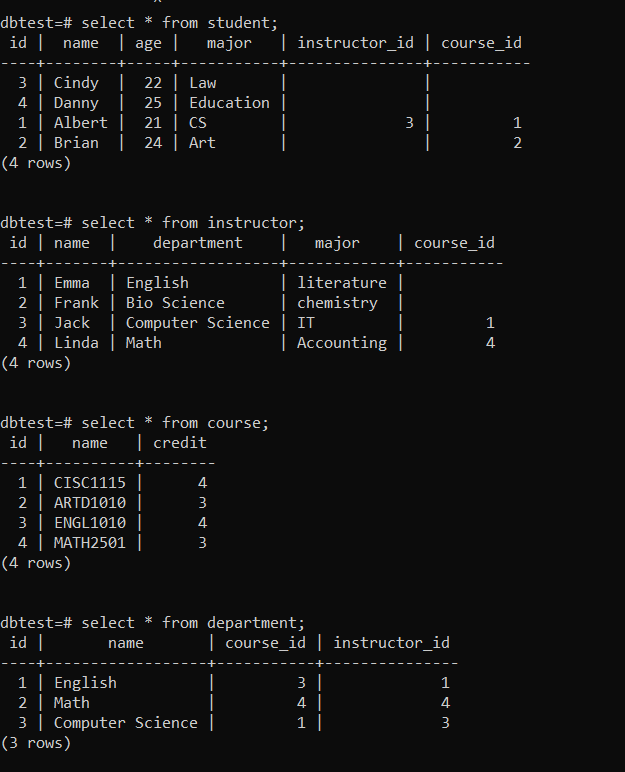 dbtest=# select * from student;
 id |  name  | age |   major   | instructor_id | course_id
----+--------+-----+-----------+---------------+-----------
  3 | Cindy  |  22 | Law       |               |
  4 | Danny  |  25 | Education |               |
  1 | Albert |  21 | CS        |             3 |         1
  2 | Brian  |  24 | Art       |               |         2
(4 rows)
dbtest=# select * from instructor;
 id | name  |    department    |   major    | course_id
----+-------+------------------+------------+-----------
  1 | Emma  | English          | literature |
  2 | Frank | Bio Science      | chemistry  |
  3 | Jack  | Computer Science | IT         |         1
  4 | Linda | Math             | Accounting |         4
(4 rows)
dbtest=# select * from course;
 id |   name   | credit
----+----------+--------
  1 | CISC1115 |      4
  2 | ARTD1010 |      3
  3 | ENGL1010 |      4
  4 | MATH2501 |      3
(4 rows)
dbtest=# select * from department;
 id |       name       | course_id | instructor_id
----+------------------+-----------+---------------
  1 | English          |         3 |             1
  2 | Math             |         4 |             4
  3 | Computer Science |         1 |             3
(3 rows)